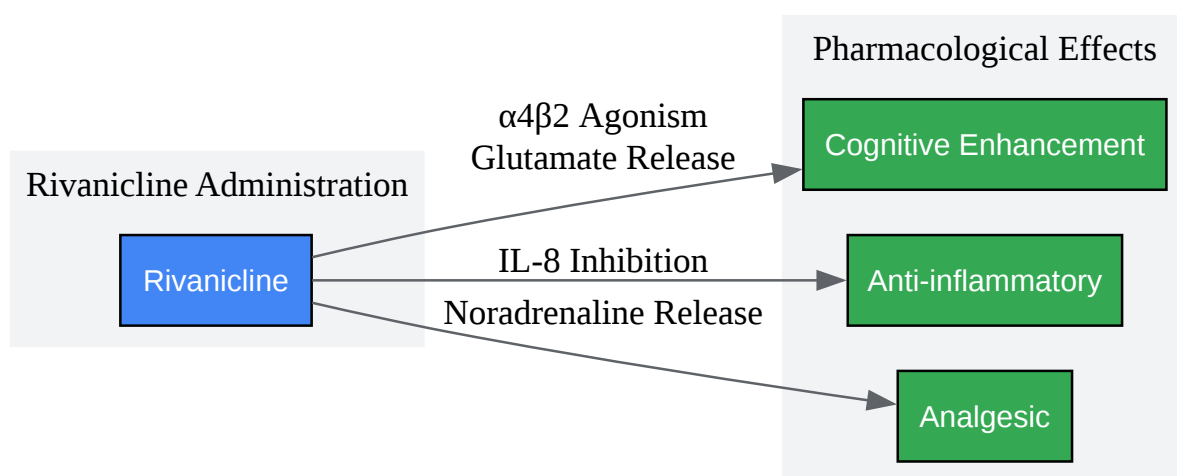 Pharmacological Effects
α4β2 Agonism
Glutamate Release
Cognitive Enhancement
Rivanicline Administration
Rivanicline
IL-8 Inhibition
Anti-inflammatory
Noradrenaline Release
Analgesic